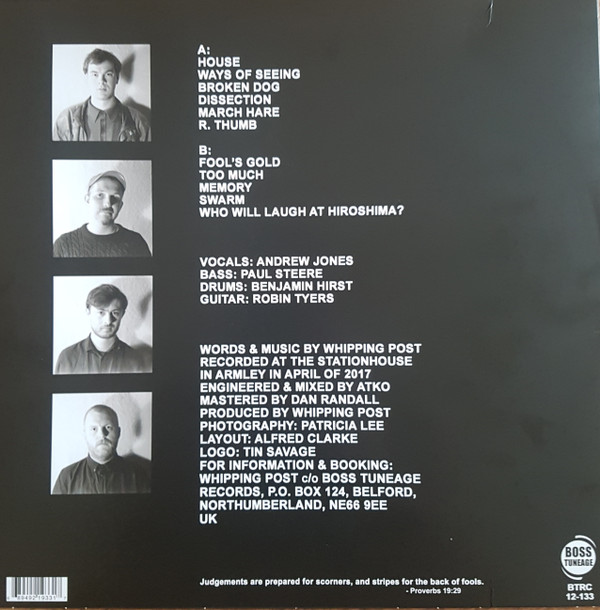 A:
HOUSE
WAYS OF SEEING
BROKEN DOG
DISSECTION
MARCH HARE
R. THUMB
B:
FOOL'S GOLD
TOO MUCH
MEMORY
SWARM
WHO WILL LAUGH AT HIROSHIMA?
VOCALS: ANDREW JONES
BASS: PAUL STEERE
DRUMS: BENJAMIN HIRST
GUITAR: ROBIN TYERS
WORDS & MUSIC BY WHIPPING POST
RECORDED AT THE STATIONHOUSE
IN ARMLEY IN APRIL OF 2017
ENGINEERED & MIXED BY ATKO
MASTERED BY DAN RANDALL
PRODUCED BY WHIPPING POST
PHOTOGRAPHY: PATRICIA LEE
LAYOUT: ALFRED CLARKE
LOGO: TIN SAVAGE
FOR INFORMATION & BOOKING:
WHIPPING POST c/o BOSS TUNEAGE
RECORDS, P.O. BOX 124, BELFORD,
NORTHUMBERLAND, NE66 9EE
UK
Judgements are prepared for scorners, and stripes for the back of fools.
- Proverbs 19:29
BOSS
TUNEAGE
BTRC
12-133